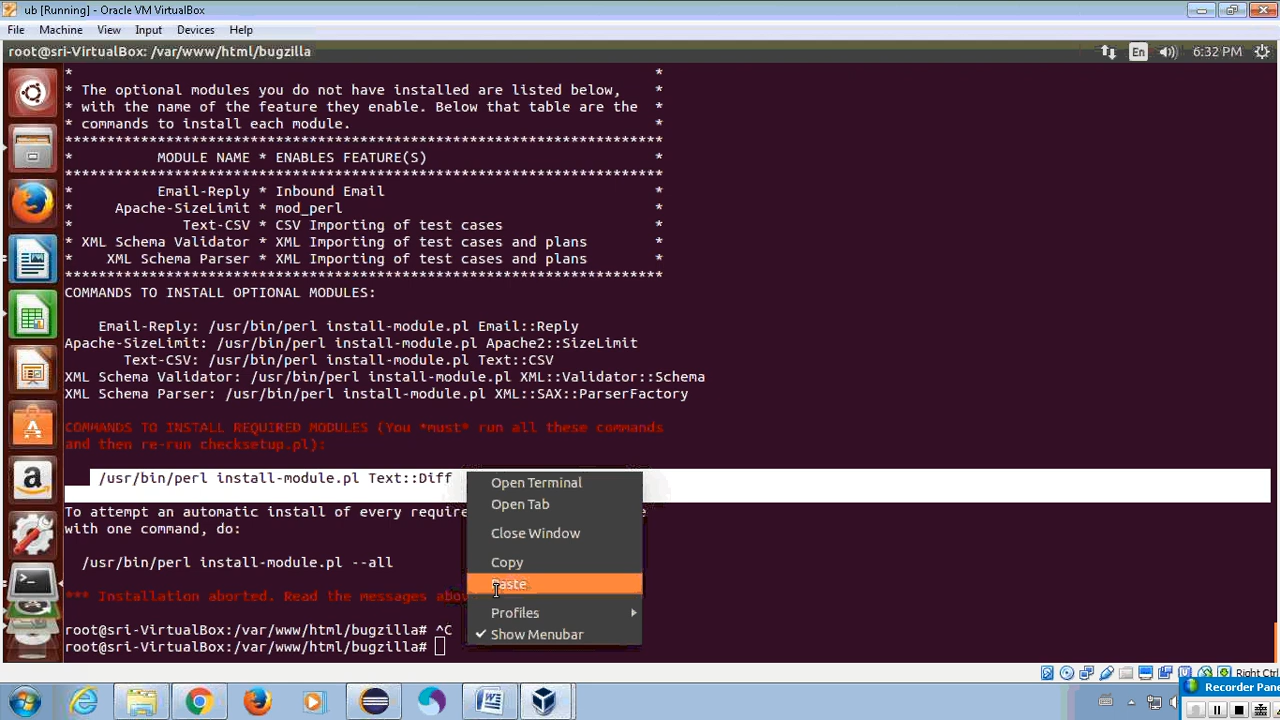 ub [Running] - Oracle VM VirtualBox
File Machine View Input Devices Help
root@sri-VirtualBox: /var/www/html/bugzilla
En 6:32 PM
* *
* The optional modules you do not have installed are listed below, *
* with the name of the feature they enable. Below that table are the *
* commands to install each module. *
***********************************************************************
* MODULE NAME * ENABLES FEATURE(S) *
***********************************************************************
* Email-Reply * Inbound Email *
* Apache-SizeLimit * mod_perl *
* Text-CSV * CSV Importing of test cases *
* XML Schema Validator * XML Importing of test cases and plans *
* XML Schema Parser * XML Importing of test cases and plans *
***********************************************************************
COMMANDS TO INSTALL OPTIONAL MODULES:
Email-Reply: /usr/bin/perl install-module.pl Email::Reply
Apache-SizeLimit: /usr/bin/perl install-module.pl Apache2::SizeLimit
Text-CSV: /usr/bin/perl install-module.pl Text::CSV
XML Schema Validator: /usr/bin/perl install-module.pl XML::Validator::Schema
XML Schema Parser: /usr/bin/perl install-module.pl XML::SAX::ParserFactory
COMMANDS TO INSTALL REQUIRED MODULES (You *must* run all these commands
and then re-run checksetup.pl):
/usr/bin/perl install-module.pl Text::Diff
To attempt an automatic install of every
with one command, do:
/usr/bin/perl install-module.pl --all
*** Installation aborted. Read the messages
root@sri-VirtualBox:/var/www/html/bugzilla# ^C
root@sri-VirtualBox:/var/www/html/bugzilla#
Open Terminal
Open Tab
Close Window
Copy
Paste
Profiles
Show Menubar
Right Ctrl
Recorder Pane